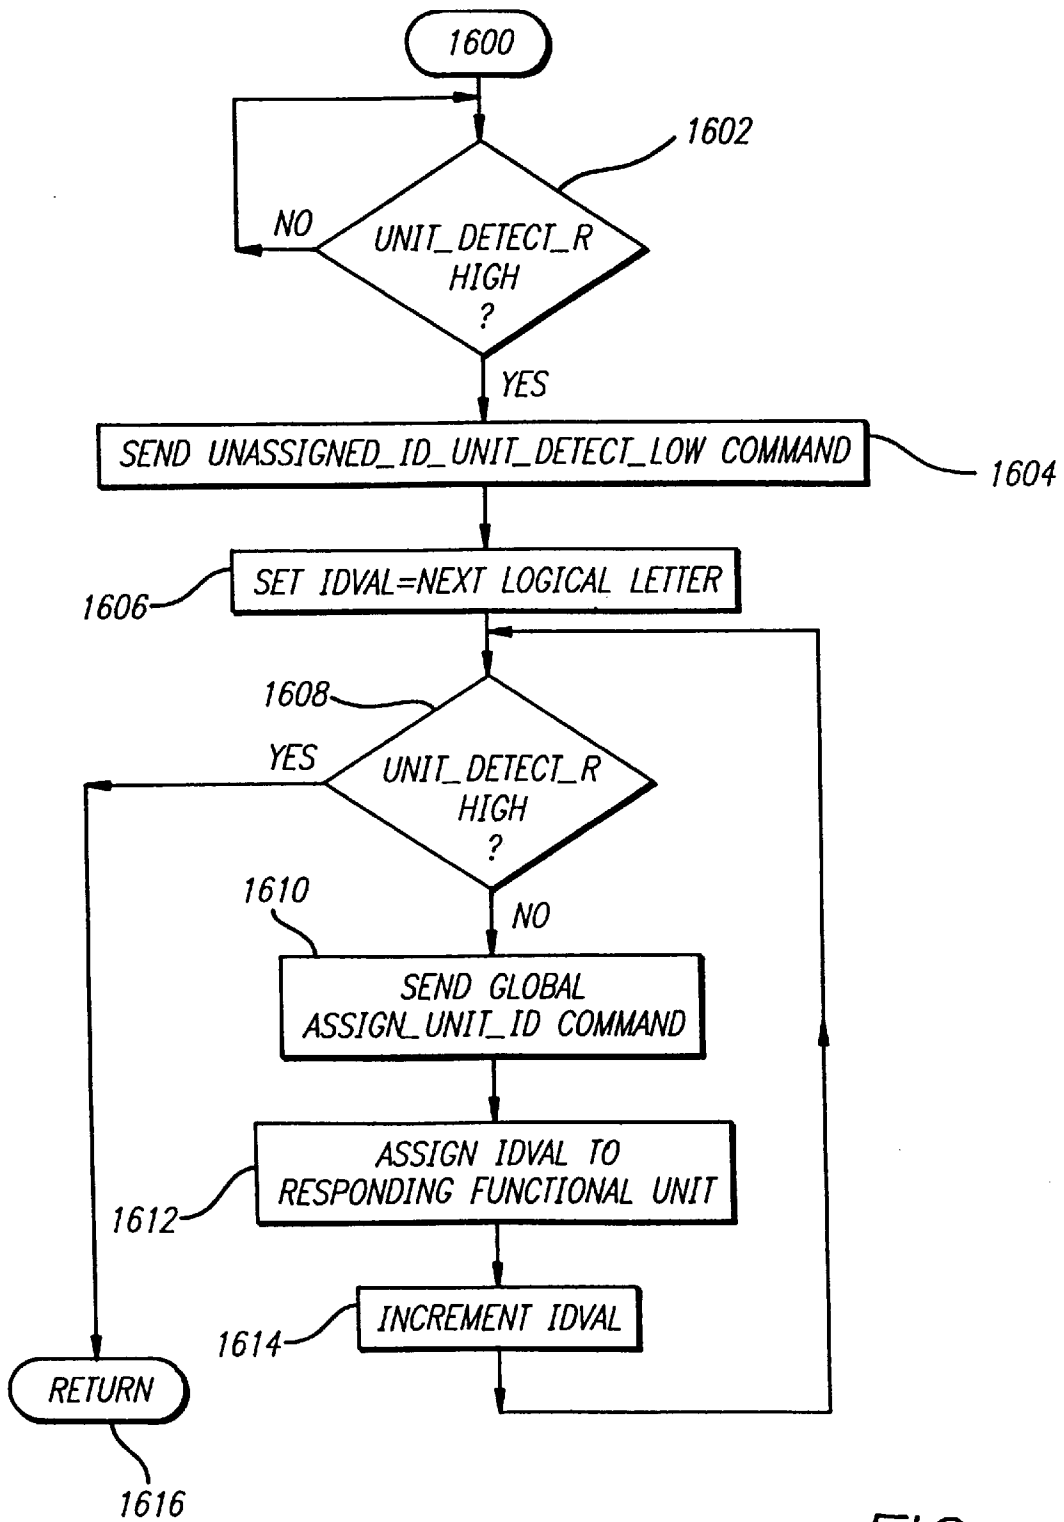 1600
1602
NO
UNIT_DETECT_R
HIGH
?
YES
SEND UNASSIGNED_ID_UNIT_DETECT_LOW COMMAND
1604
SET IDVAL=NEXT LOGICAL LETTER
1606
1608
YES
UNIT_DETECT_R
HIGH
?
1610
NO
SEND GLOBAL
ASSIGN_UNIT_ID COMMAND
ASSIGN IDVAL TO
RESPONDING FUNCTIONAL UNIT
1612
INCREMENT IDVAL
1614
RETURN
1616